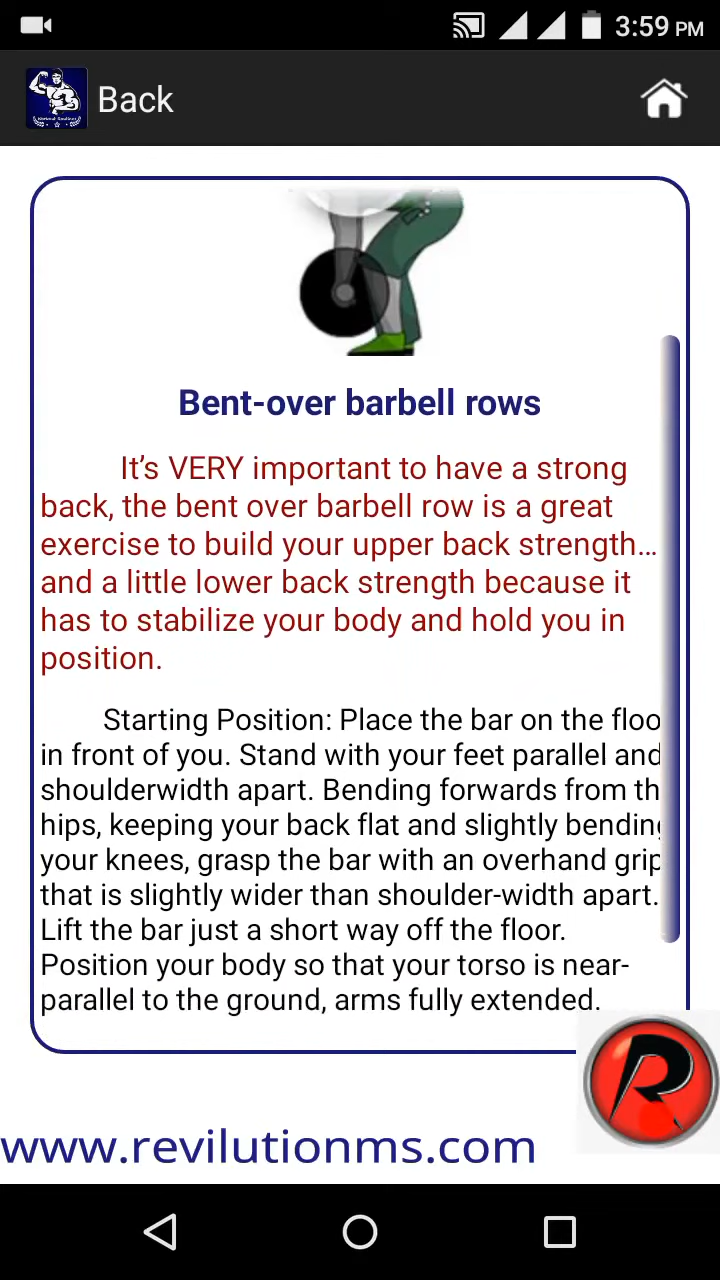 3:59 PM
Back
Bent-over barbell rows
It's VERY important to have a strong
back, the bent over barbell row is a great
exercise to build your upper back strength...
and a little lower back strength because it
has to stabilize your body and hold you in
position.
Starting Position: Place the bar on the floo
in front of you. Stand with your feet parallel and
shoulderwidth apart. Bending forwards from th
hips, keeping your back flat and slightly bending
your knees, grasp the bar with an overhand grip
that is slightly wider than shoulder-width apart.
Lift the bar just a short way off the floor.
Position your body so that your torso is near-
parallel to the ground, arms fully extended.
R
www.revilutionms.com